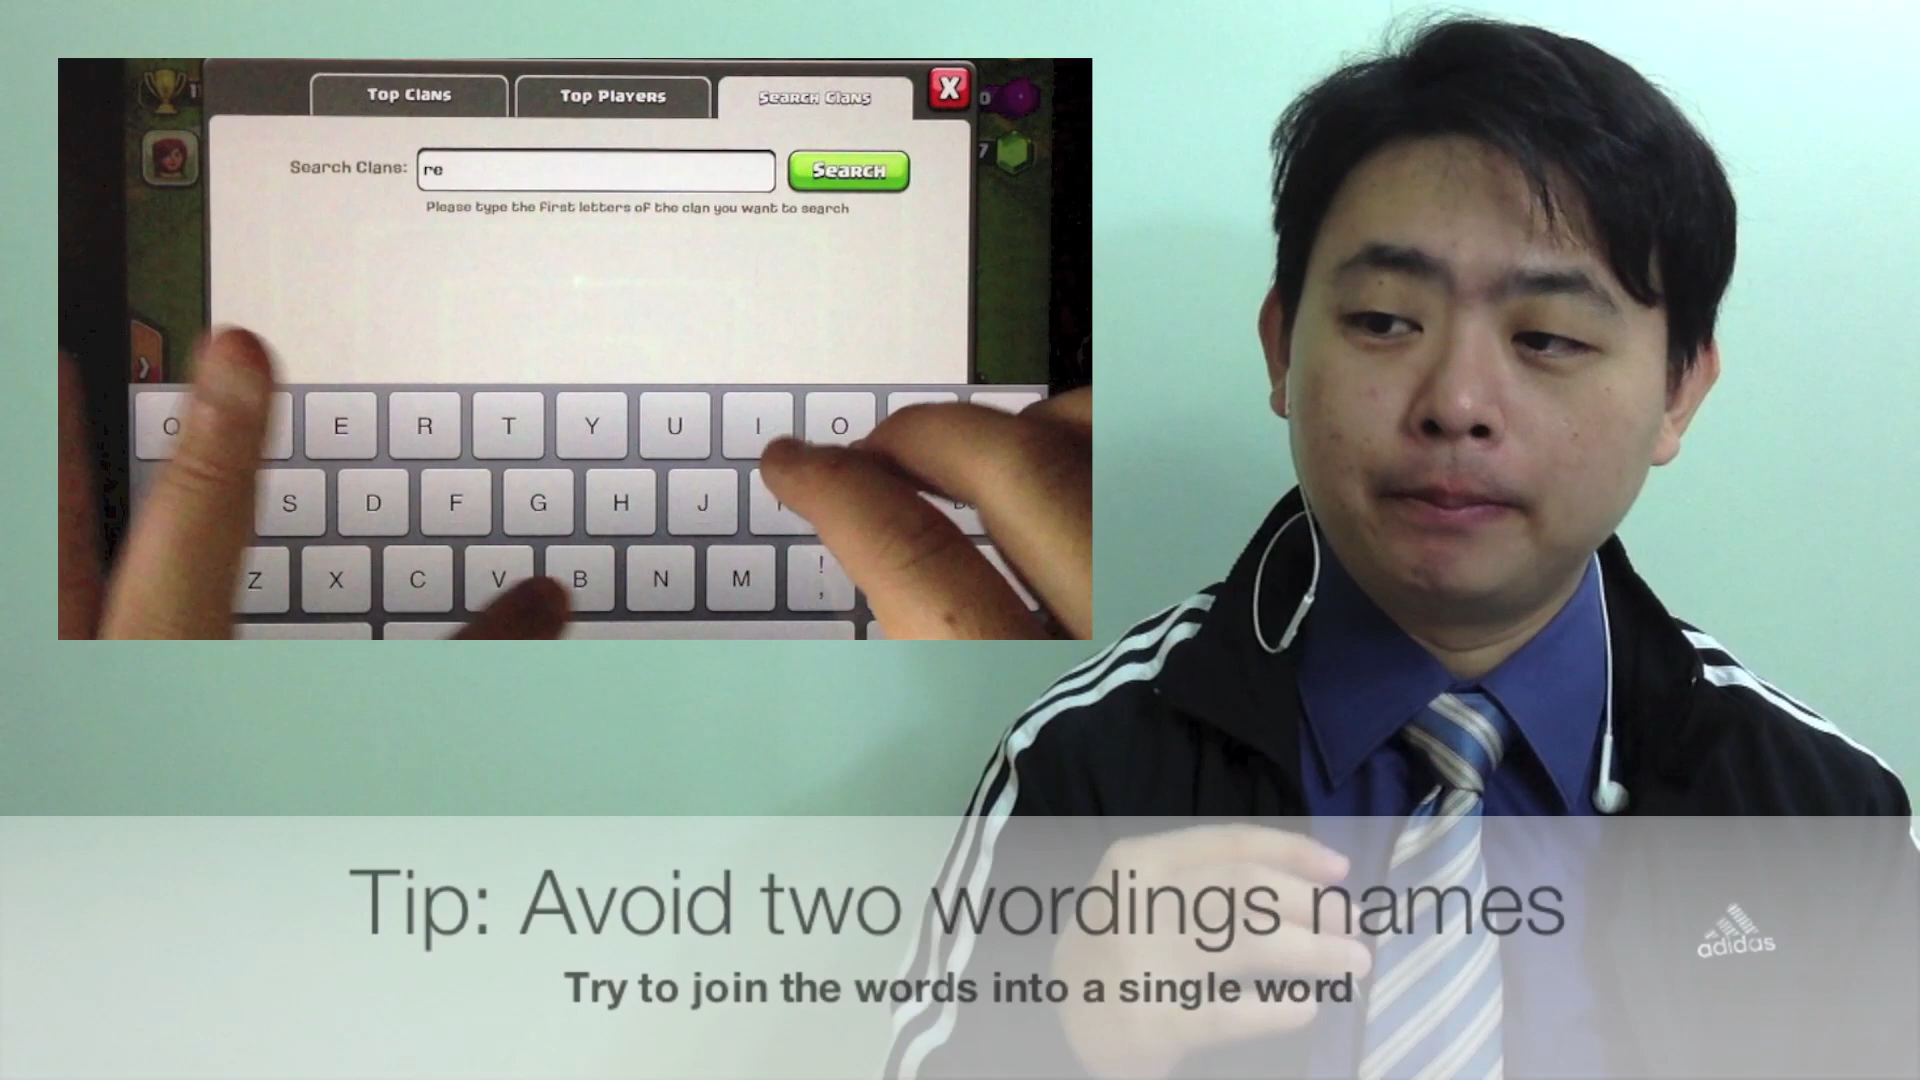 Top Clans
Top Players
Search Clans
X
7
Search Clans:
re
Search
Please type the first letters of the clan you want to search
Q E R T Y U I O
S D F G H J
Z X C V B N M ! ,
Tip: Avoid two wordings names
Try to join the words into a single word
adidas